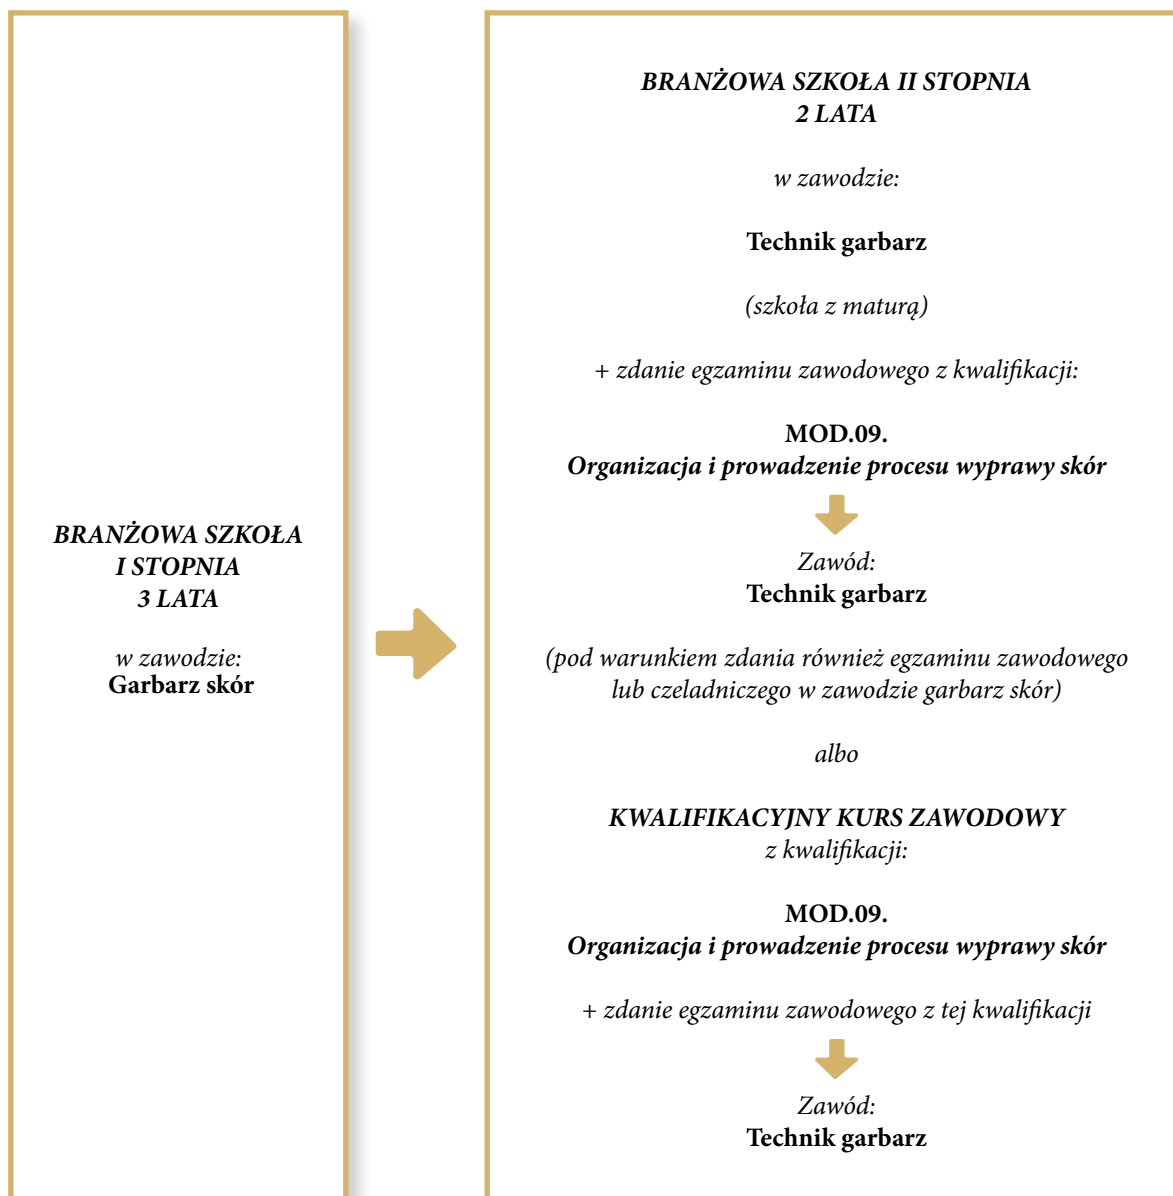 BRANŻOWA SZKOŁA
I STOPNIA
3 LATA
w zawodzie:
Garbarz skór
BRANŻOWA SZKOŁA II STOPNIA
2 LATA
w zawodzie:
Technik garbarz
(szkoła z maturą)
+ zdanie egzaminu zawodowego z kwalifikacji:
MOD.09.
Organizacja i prowadzenie procesu wyprawy skór
Zawód:
Technik garbarz
(pod warunkiem zdania również egzaminu zawodowego
lub czeladniczego w zawodzie garbarz skór)
albo
KWALIFIKACYJNY KURS ZAWODOWY
z kwalifikacji:
MOD.09.
Organizacja i prowadzenie procesu wyprawy skór
+ zdanie egzaminu zawodowego z tej kwalifikacji
Zawód:
Technik garbarz